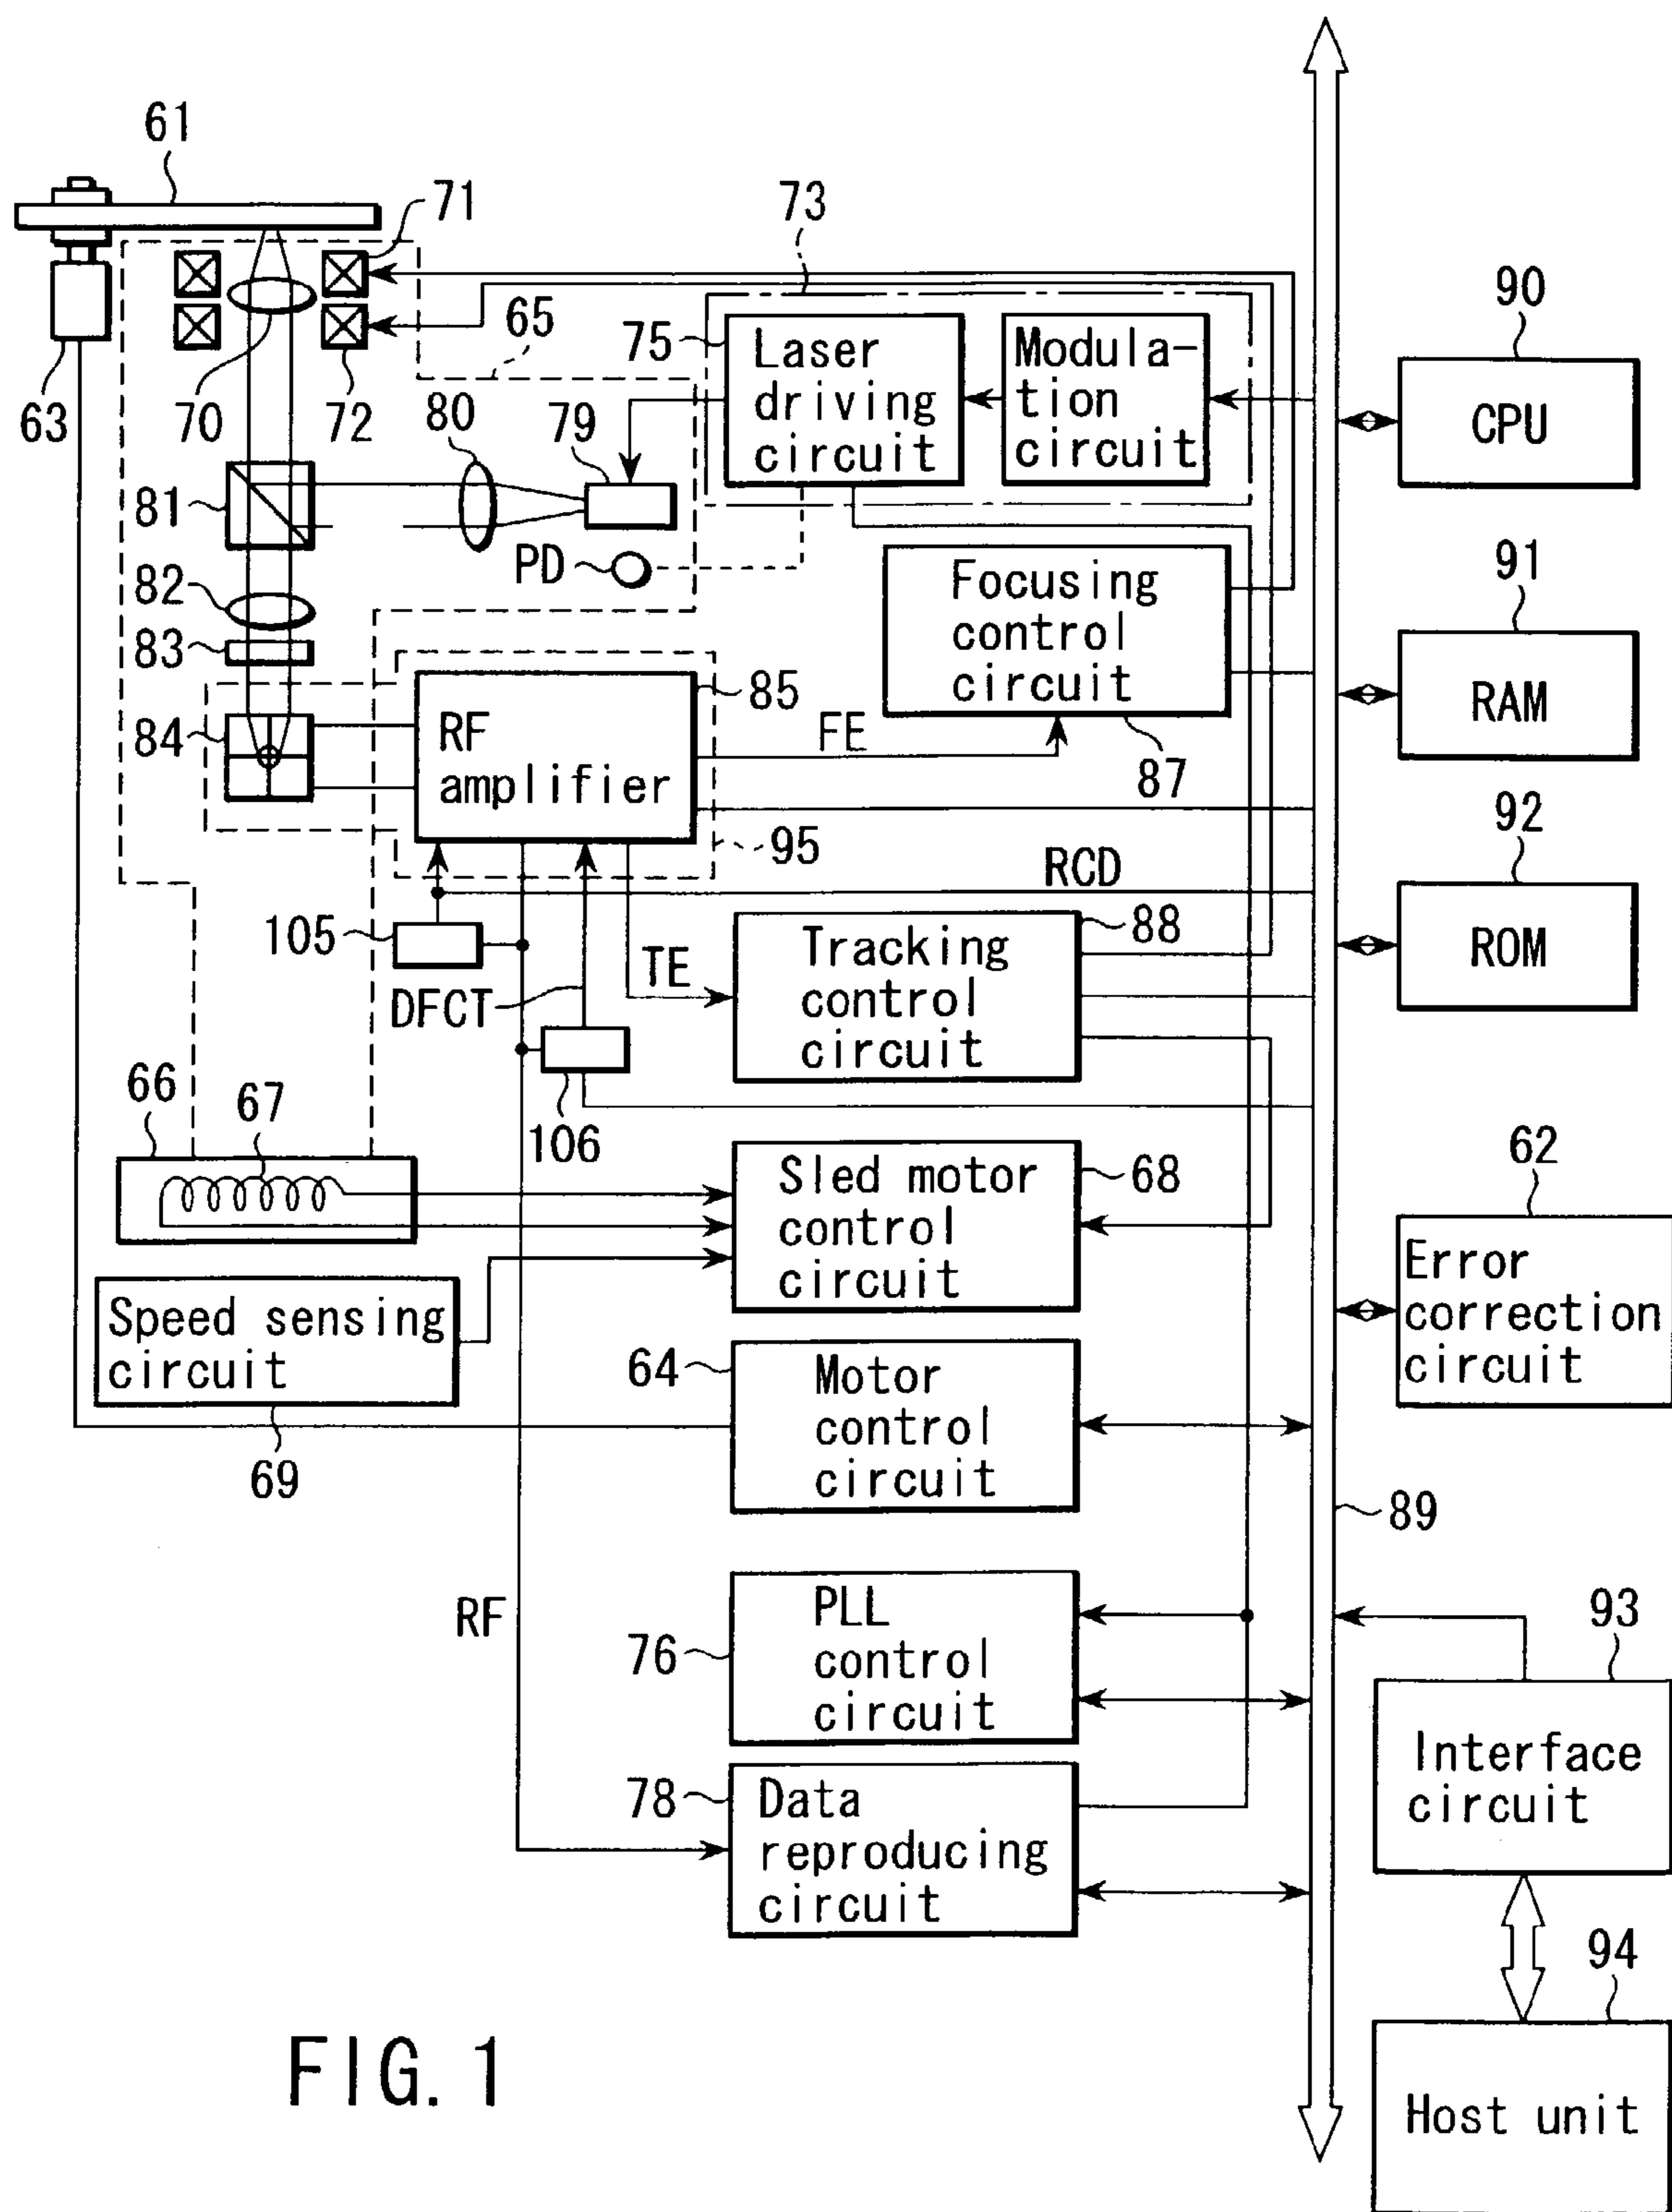 61
71
73
90
75
Laser
driving
circuit
Modula-
tion
circuit
65
63
70
72
80
79
CPU
81
PD
91
82
83
Focusing
control
circuit
RAM
85
84
RF
amplifier
FE
87
92
95
RCD
88
105
Tracking
control
circuit
ROM
TE
DFCT
66
67
106
62
Sled motor
control
circuit
68
Error
correction
circuit
Speed sensing
circuit
64
Motor
control
circuit
69
89
RF
PLL
control
circuit
76
93
Interface
circuit
78
Data
reproducing
circuit
94
FIG. 1
Host unit